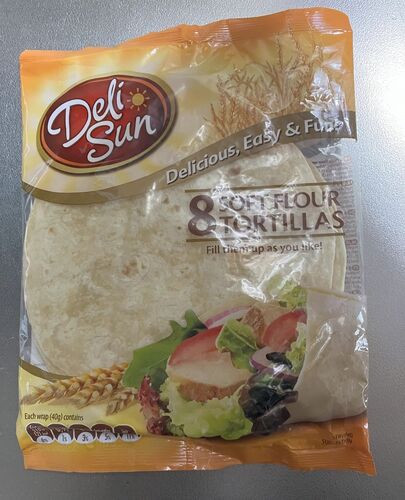 Deli
Sun
Delicious, Easy & Fun
8 SOFT FLOUR
TORTILLAS
Fill them up as you like!
Each wrap (40g) contains